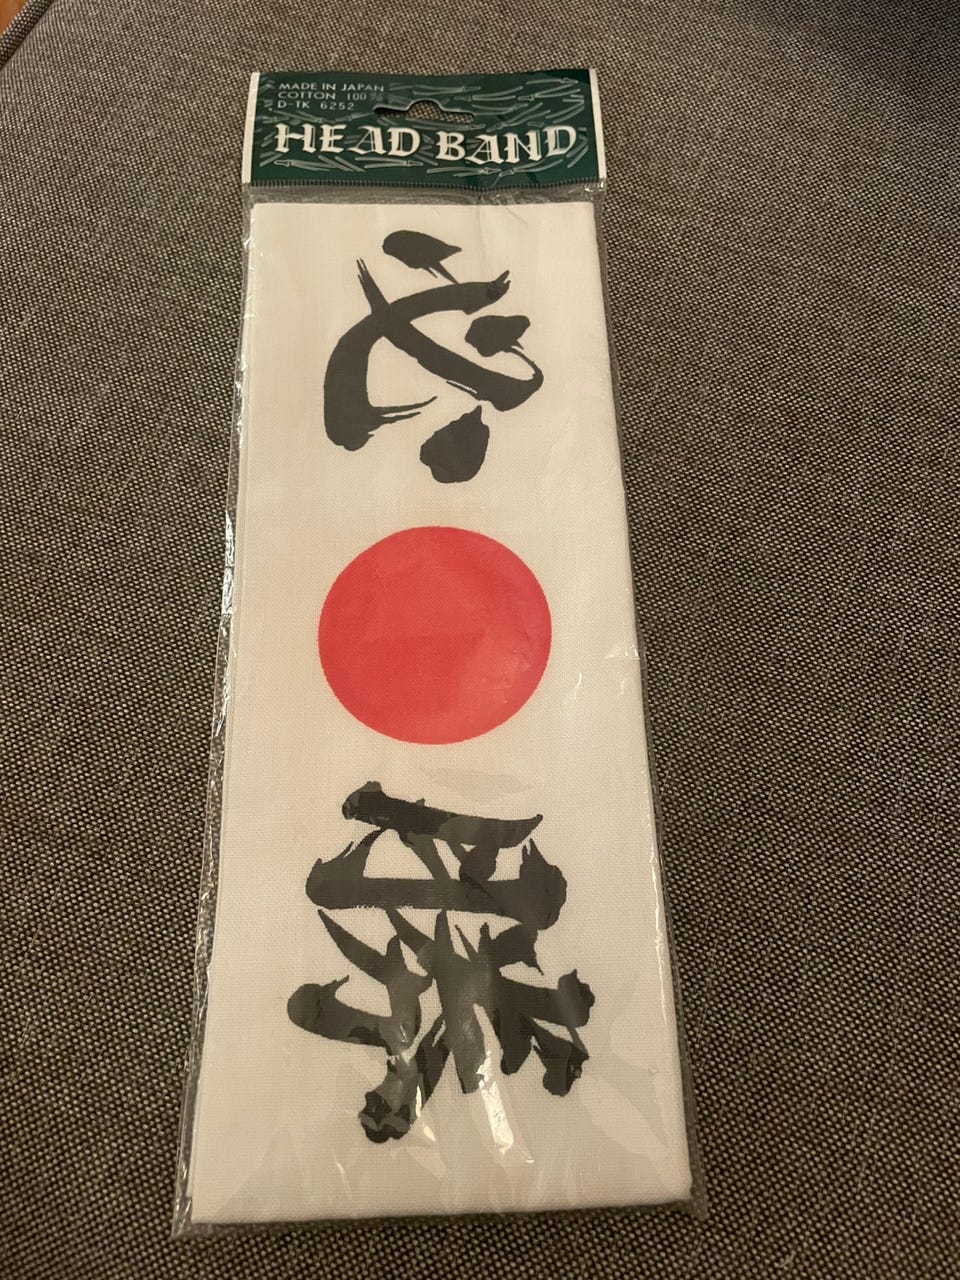 MADE IN JAPAN
COTTON 100%
D-TK 6252
HEAD BAND
必勝